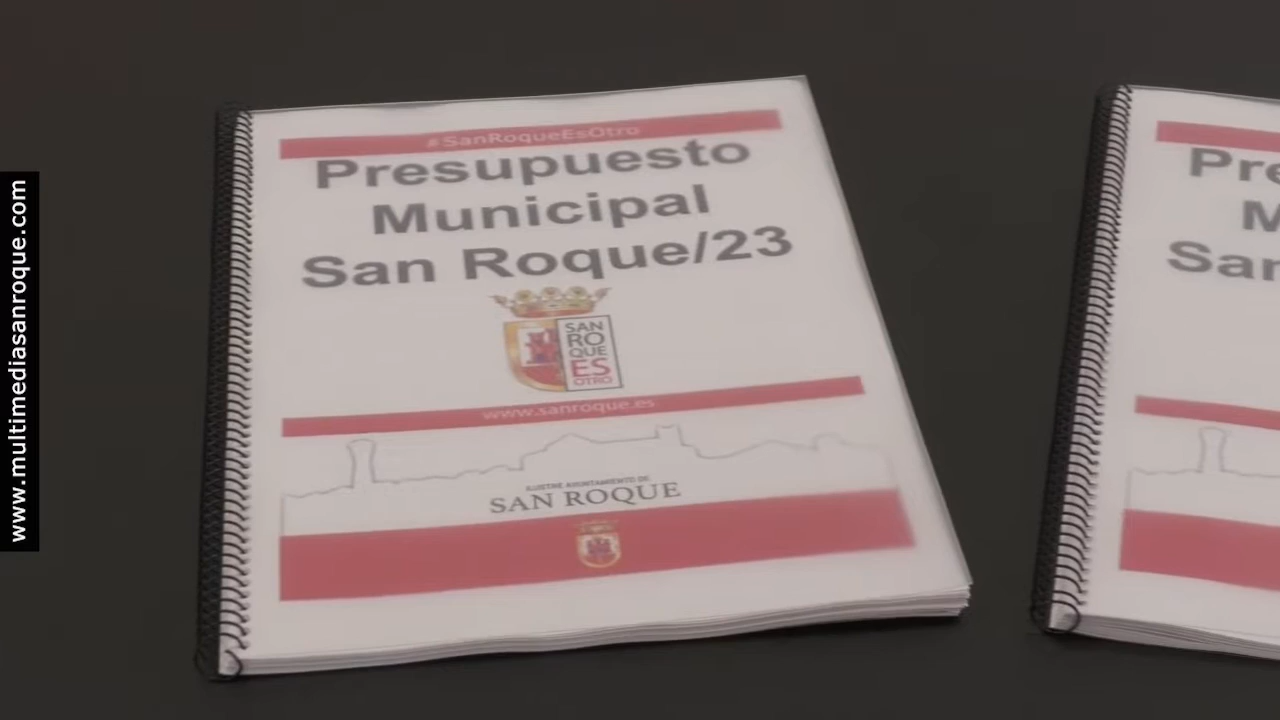 www.multimediasanroque.com
#SanRoqueEsOtro
Presupuesto
Municipal
San Roque/23
SAN
RO
QUE
ES
OTRO
www.sanroque.es
ILUSTRE AYUNTAMIENTO DE
SAN ROQUE
Pre
M
San